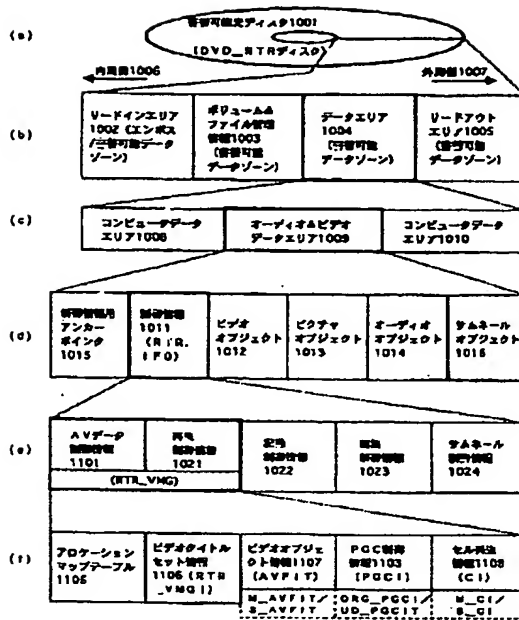 (a)
書替可能光ディスク1001
(DVD_RTRディスク)
内周側1006
外周側1007
(b)
リードインエリア
1002 (エンボス
/書替可能データ
ゾーン)
ボリューム&
ファイル管理
情報1003
(書替可能
データゾーン)
データエリア
1004
(書替可能
データゾーン)
リードアウト
エリア1005
(書替可能
データゾーン)
(c)
コンピュータデータ
エリア1008
オーディオ&ビデオ
データエリア1009
コンピュータデータ
エリア1010
(d)
制御情報用
アンカー
ポインタ
1015
制御情報
1011
(RTR.
IFO)
ビデオ
オブジェクト
1012
ピクチャ
オブジェクト
1013
オーディオ
オブジェクト
1014
サムネール
オブジェクト
1016
(e)
AVデータ
制御情報
1101
再生
制御情報
1021
(RTR_VMG)
記録
制御情報
1022
編集
制御情報
1023
サムネール
制御情報
1024
(f)
アロケーション
マップテーブル
1105
ビデオタイトル
セット情報
1106 (RTR
_VMGI)
ビデオオブジェ
クト情報1107
(AVFIT)
PGC制御
情報1103
(PGCI)
セル再生
情報1108
(CI)
M_AVFIT/
S_AVFIT
ORG_PGCI/
UD_PGCIT
M_CI/
S_CI